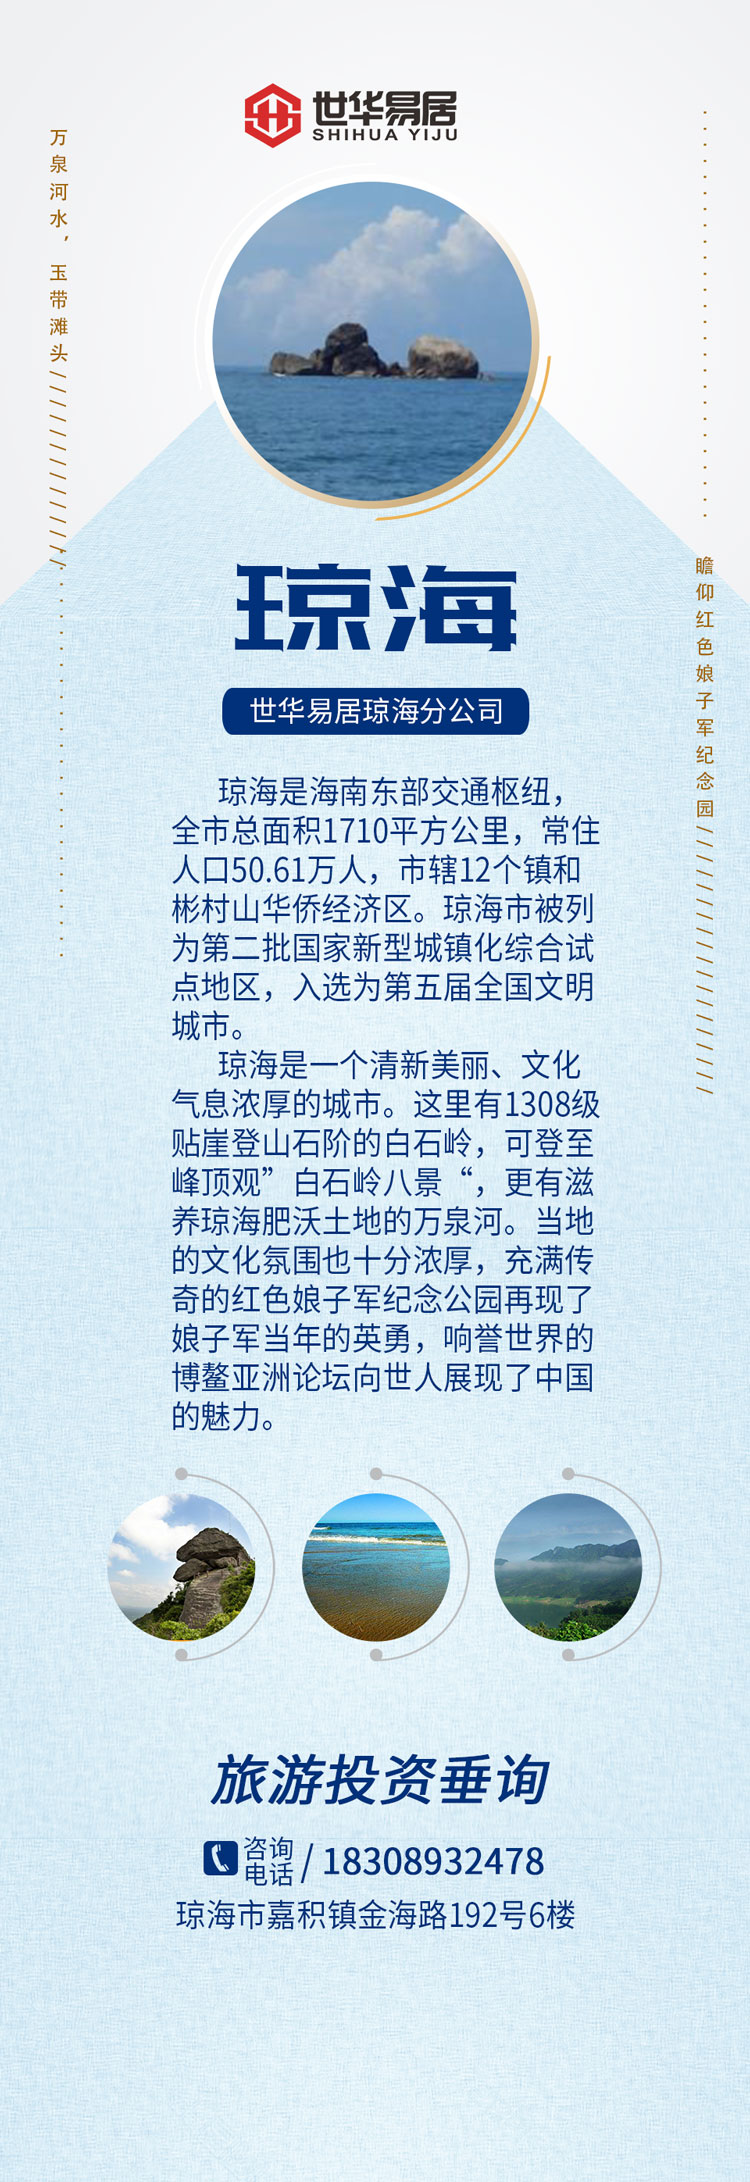 世华易居
SHIHUA YIJU
万泉河水，玉带滩头
琼海
世华易居琼海分公司
瞻仰红色娘子军纪念园
琼海是海南东部交通枢纽，
全市总面积1710平方公里，常住
人口50.61万人，市辖12个镇和
彬村山华侨经济区。琼海市被列
为第二批国家新型城镇化综合试
点地区，入选为第五届全国文明
城市。
琼海是一个清新美丽、文化
气息浓厚的城市。这里有1308级
贴崖登山石阶的白石岭，可登至
峰顶观”白石岭八景“，更有滋
养琼海肥沃土地的万泉河。当地
的文化氛围也十分浓厚，充满传
奇的红色娘子军纪念公园再现了
娘子军当年的英勇，响誉世界的
博鳌亚洲论坛向世人展现了中国
的魅力。
旅游投资垂询
咨询
电话/18308932478
琼海市嘉积镇金海路192号6楼